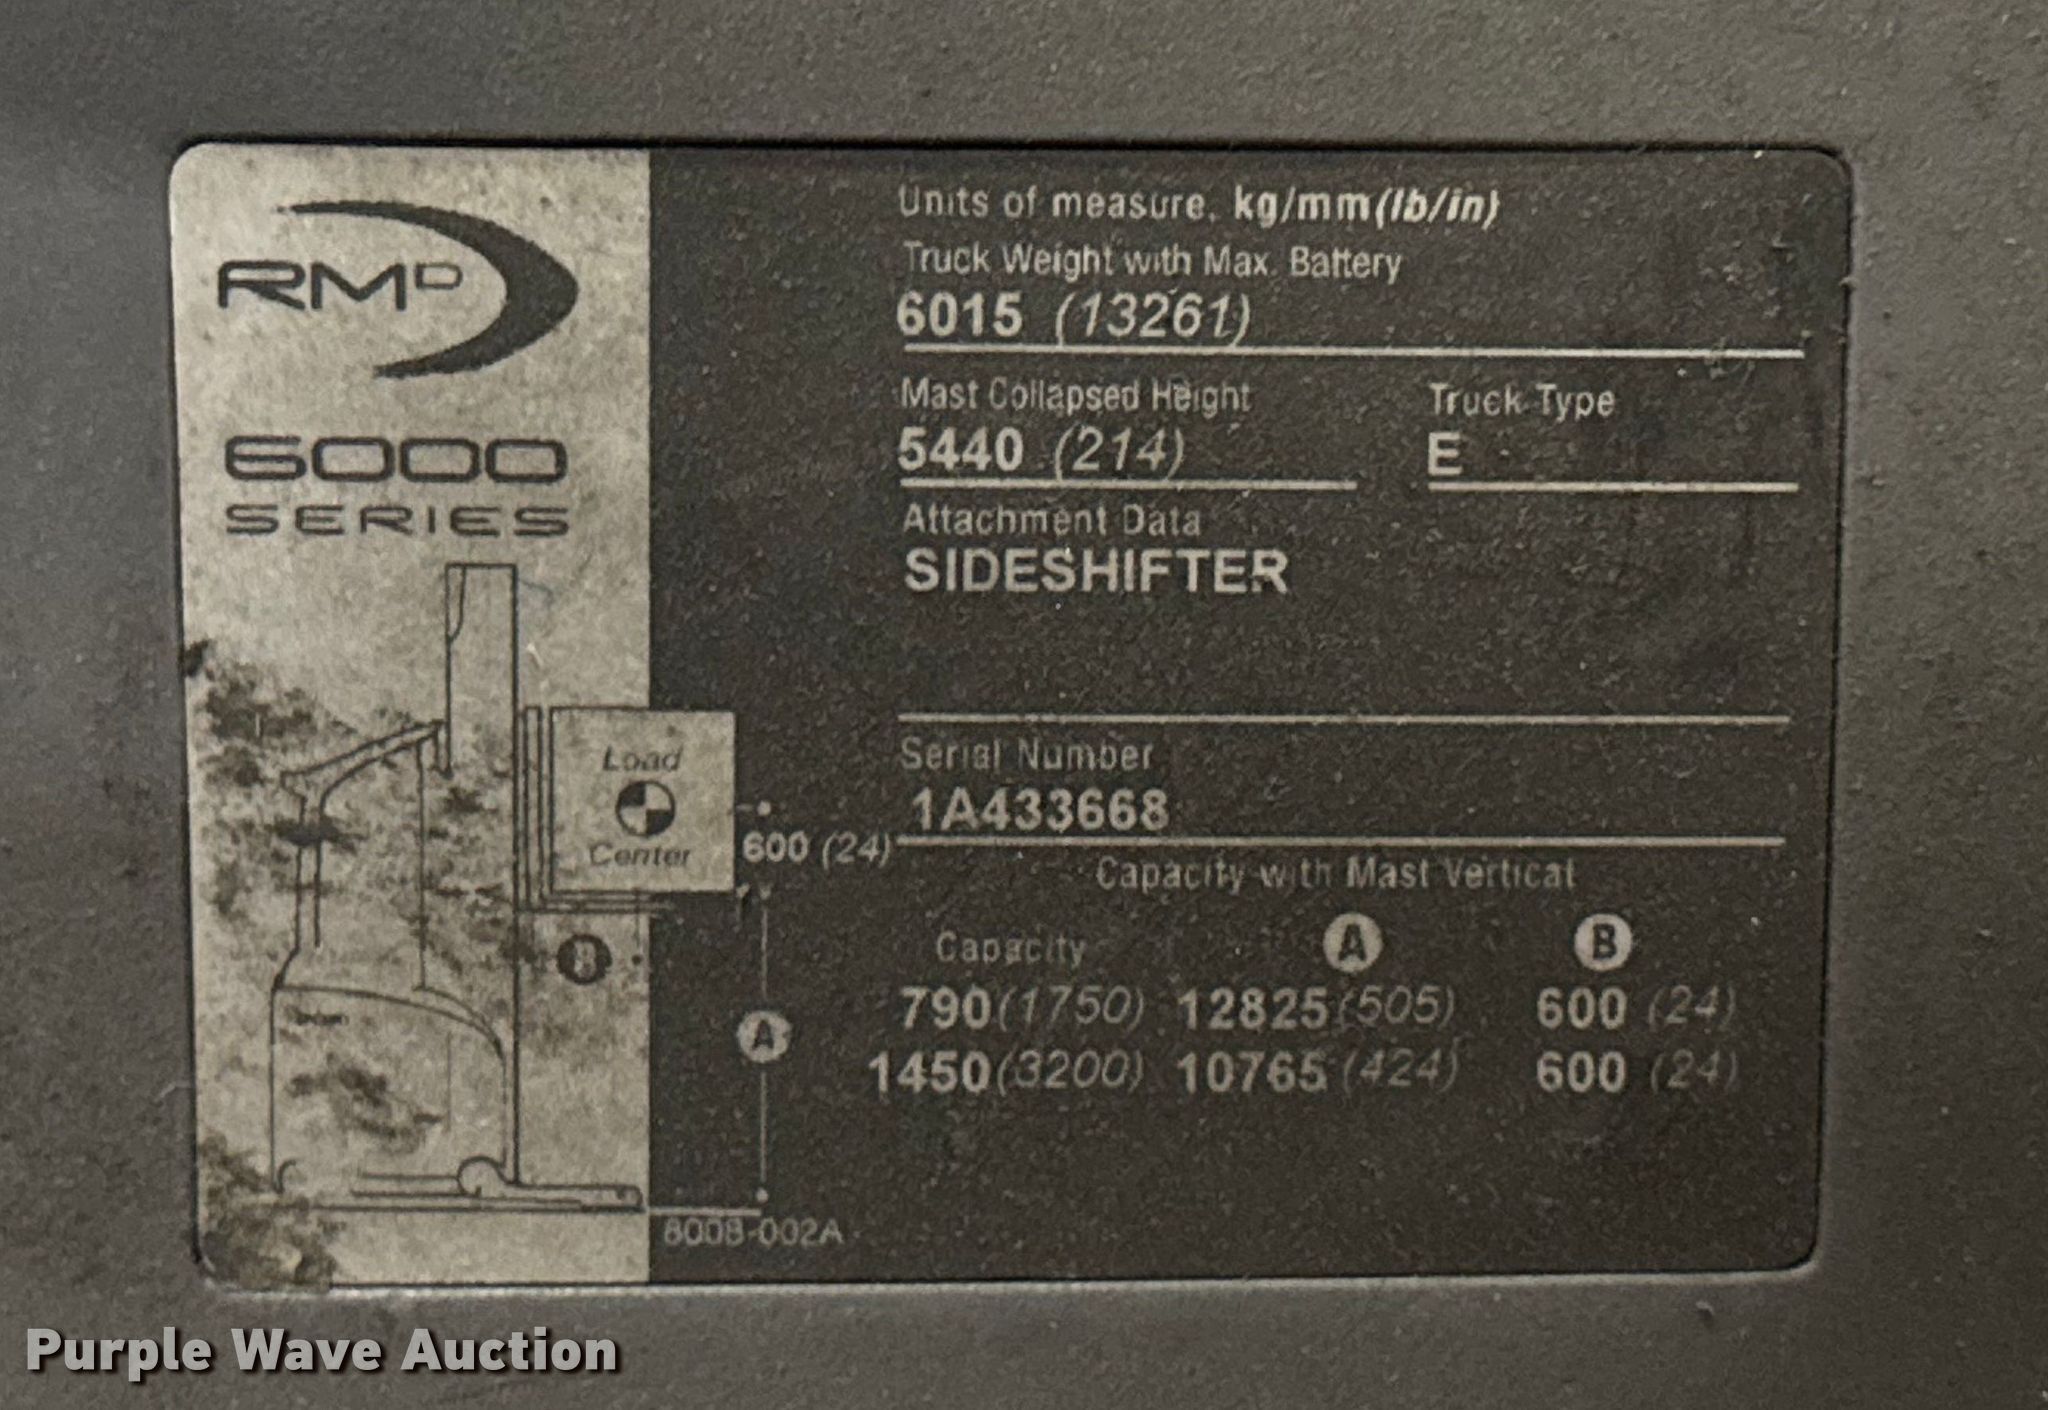 RM D
6000
SERIES
Load
Center
600 (24)
B
A
8008-002A
Units of measure, kg/mm (lb/in)
Truck Weight with Max. Battery
6015 (13261)
Mast Collapsed Height Truck Type
5440 (214) E
Attachment Data
SIDESHIFTER
Serial Number
1A433668
Capacity with Mast Vertical
Capacity A B
790 (1750) 12825 (505) 600 (24)
1450 (3200) 10765 (424) 600 (24)
Purple Wave Auction